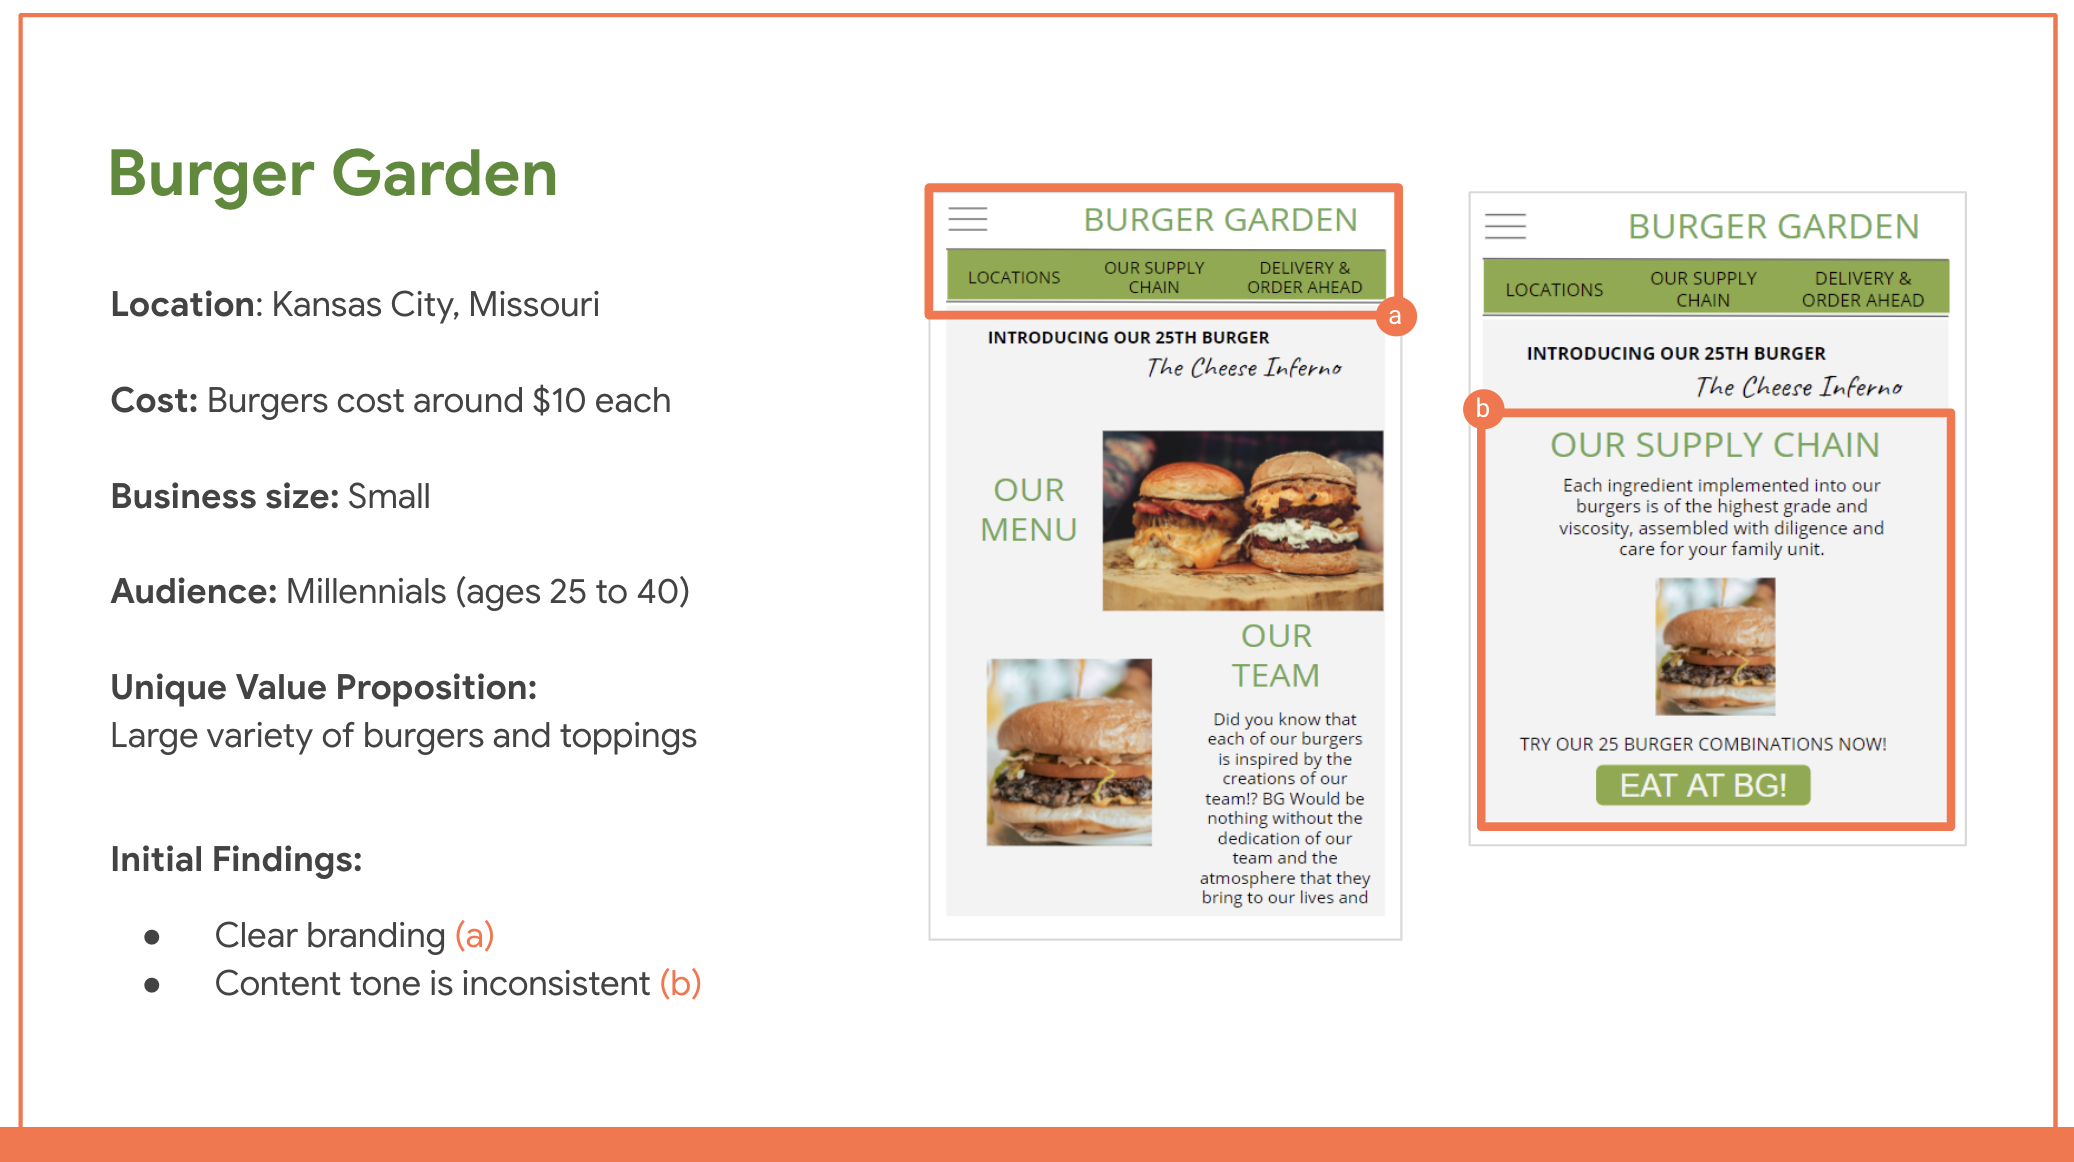 Burger Garden
Location: Kansas City, Missouri
Cost: Burgers cost around $10 each
Business size: Small
Audience: Millennials (ages 25 to 40)
Unique Value Proposition:
Large variety of burgers and toppings
Initial Findings:
● Clear branding (a)
● Content tone is inconsistent (b)
BURGER GARDEN
LOCATIONS
OUR SUPPLY
CHAIN
DELIVERY &
ORDER AHEAD
a
INTRODUCING OUR 25TH BURGER
The Cheese Inferno
OUR
MENU
OUR
TEAM
Did you know that
each of our burgers
is inspired by the
creations of our
team!? BG Would be
nothing without the
dedication of our
team and the
atmosphere that they
bring to our lives and
BURGER GARDEN
LOCATIONS
OUR SUPPLY
CHAIN
DELIVERY &
ORDER AHEAD
INTRODUCING OUR 25TH BURGER
The Cheese Inferno
b
OUR SUPPLY CHAIN
Each ingredient implemented into our
burgers is of the highest grade and
viscosity, assembled with diligence and
care for your family unit.
TRY OUR 25 BURGER COMBINATIONS NOW!
EAT AT BG!